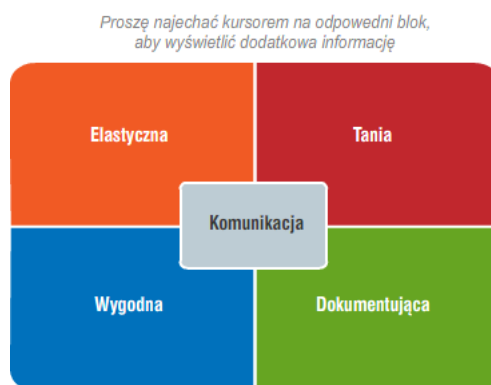 Proszę najechać kursorem na odpowedni blok,
aby wyświetlić dodatkowa informację
Elastyczna
Tania
Komunikacja
Wygodna
Dokumentująca